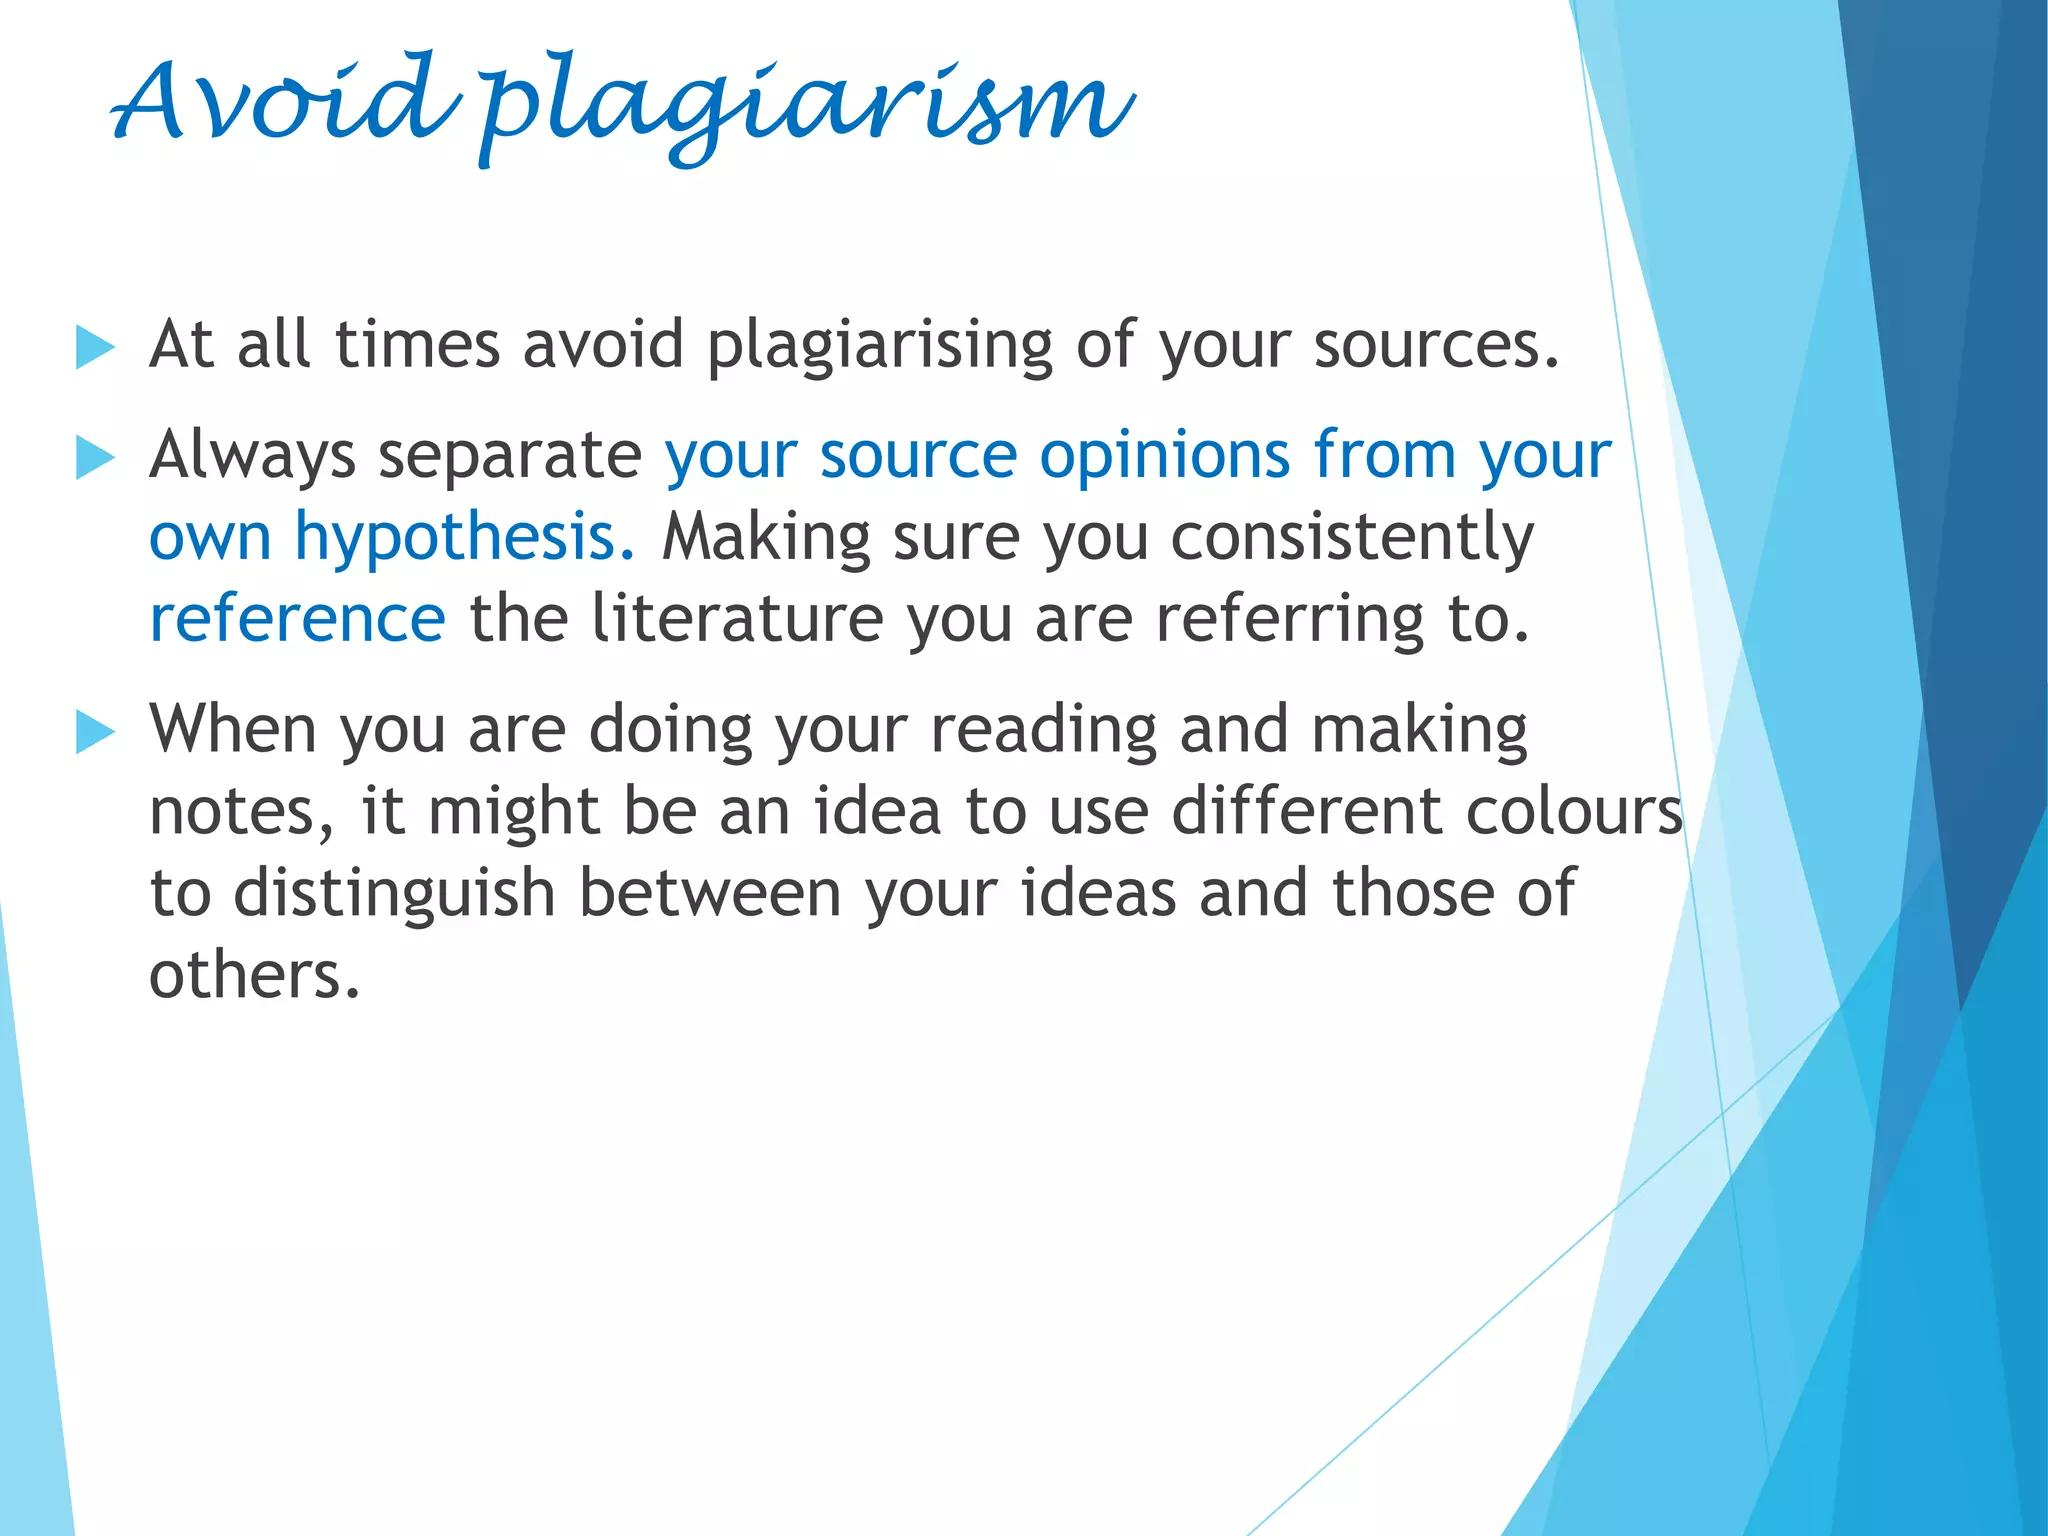 Avoid plagiarism
At all times avoid plagiarising of your sources.
Always separate your source opinions from your
own hypothesis. Making sure you consistently
reference the literature you are referring to.
When you are doing your reading and making
notes, it might be an idea to use different colours
to distinguish between your ideas and those of
others.